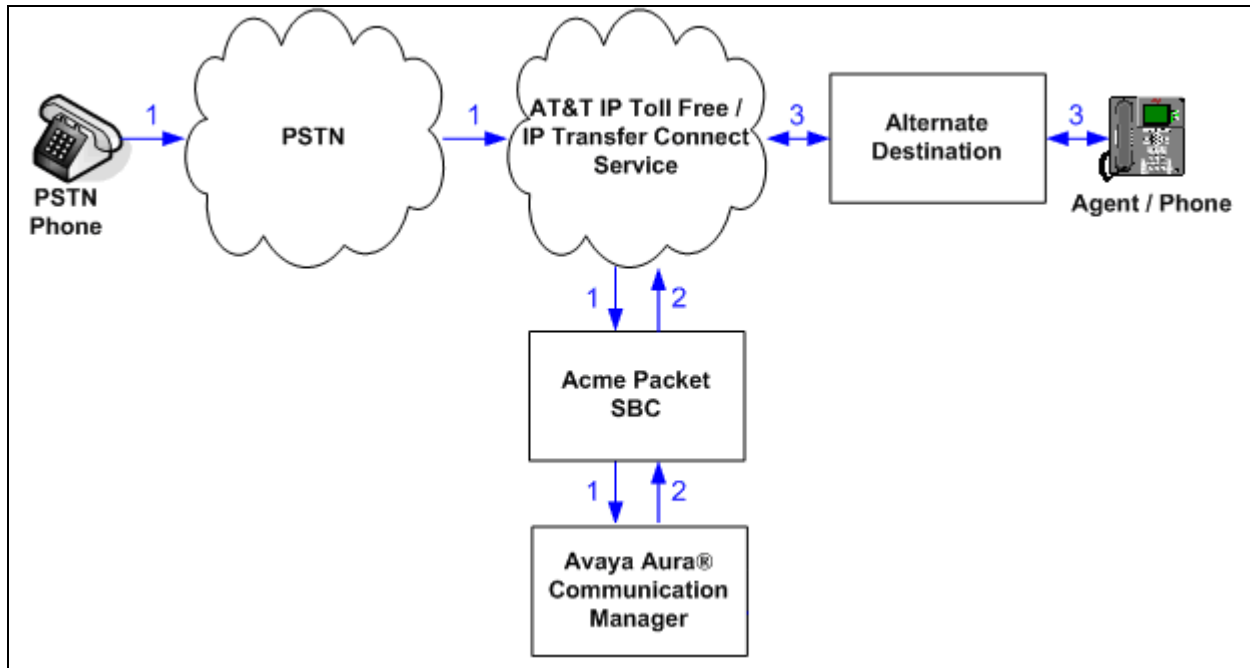 1
1
3
3
PSTN
Phone
PSTN
AT&T IP Toll Free /
IP Transfer Connect
Service
Alternate
Destination
Agent / Phone
1
2
Acme Packet
SBC
1
2
Avaya Aura®
Communication
Manager